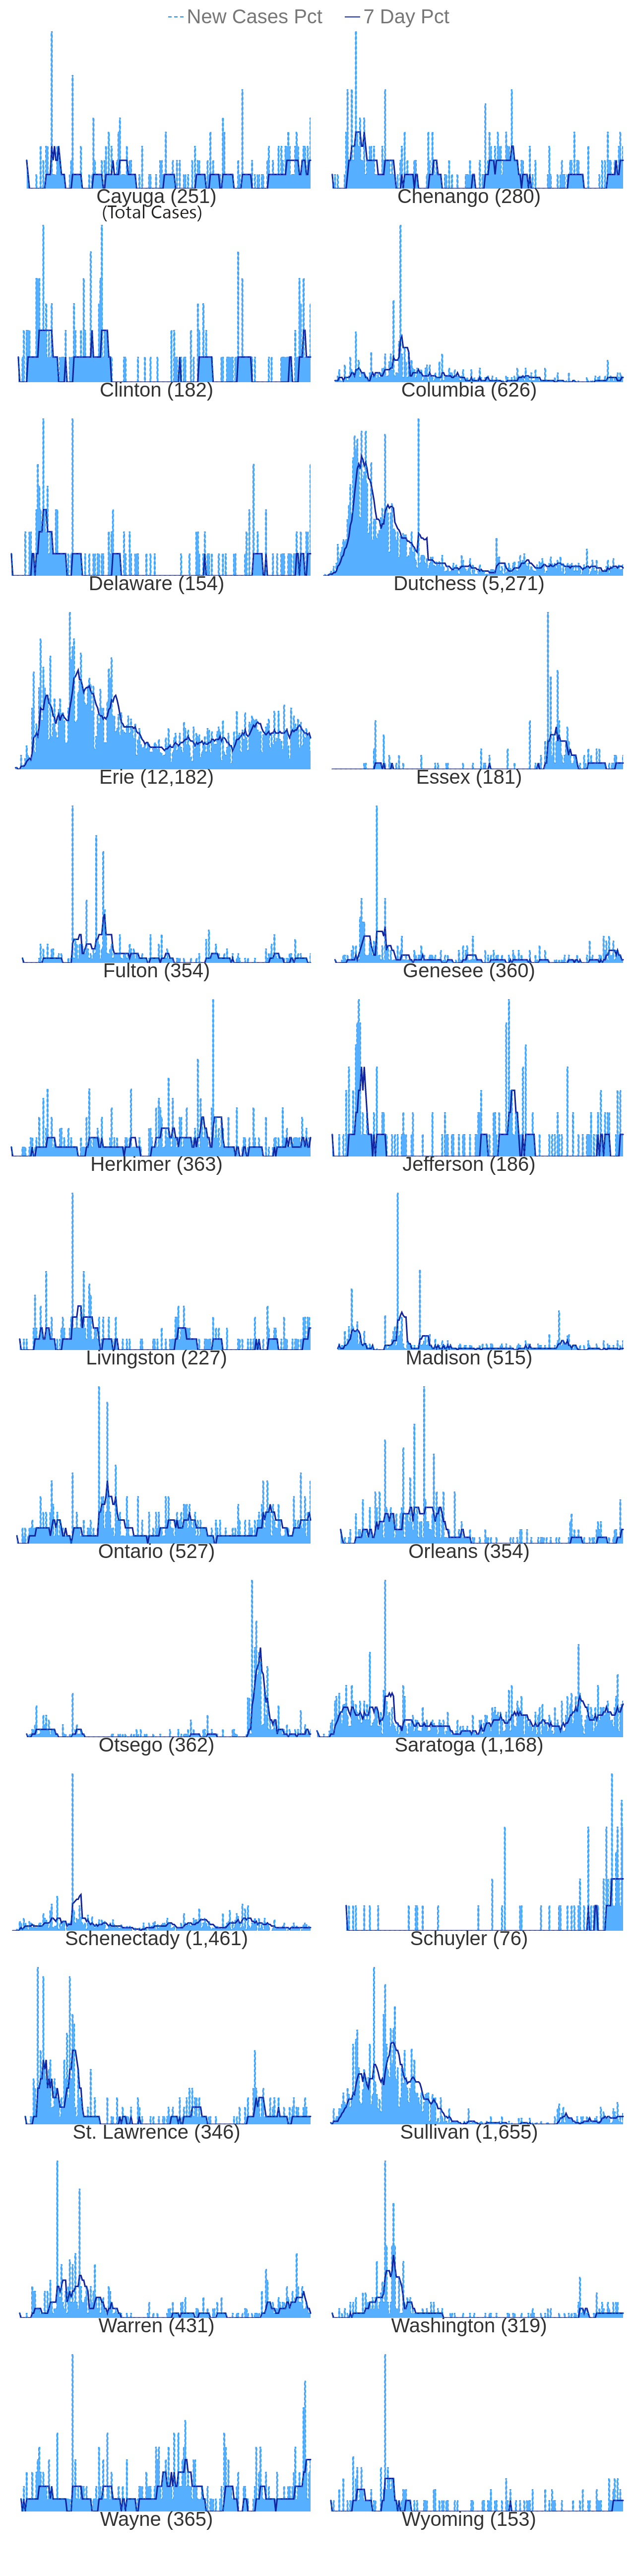 New Cases Pct 7 Day Pct
Cayuga (251) Chenango (280)
(Total Cases)
Clinton (182) Columbia (626)
Delaware (154) Dutchess (5,271)
Erie (12,182) Essex (181)
Fulton (354) Genesee (360)
Herkimer (363) Jefferson (186)
Livingston (227) Madison (515)
Ontario (527) Orleans (354)
Otsego (362) Saratoga (1,168)
Schenectady (1,461) Schuyler (76)
St. Lawrence (346) Sullivan (1,655)
Warren (431) Washington (319)
Wayne (365) Wyoming (153)